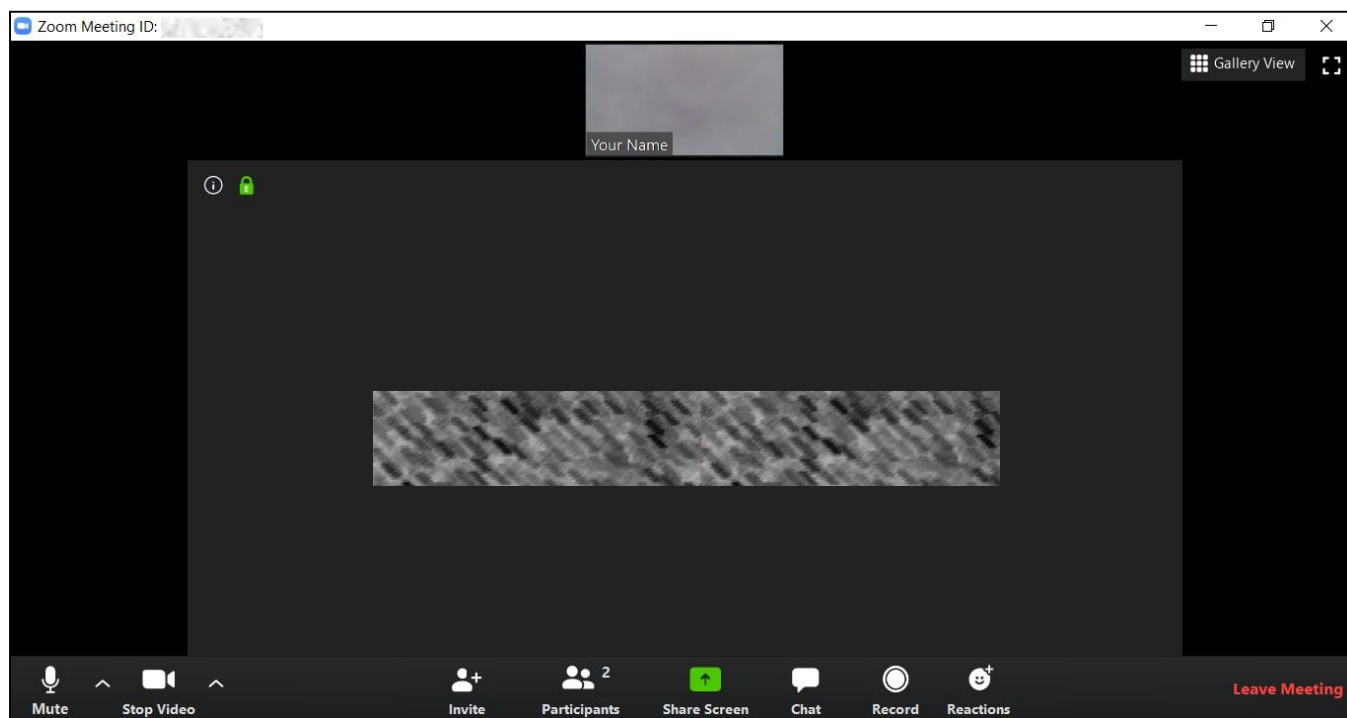 Zoom Meeting ID:
Gallery View
Your Name
E
2
Mute
Stop Video
Invite
Participants
Share Screen
Chat
Record
Reactions
Leave Meeting